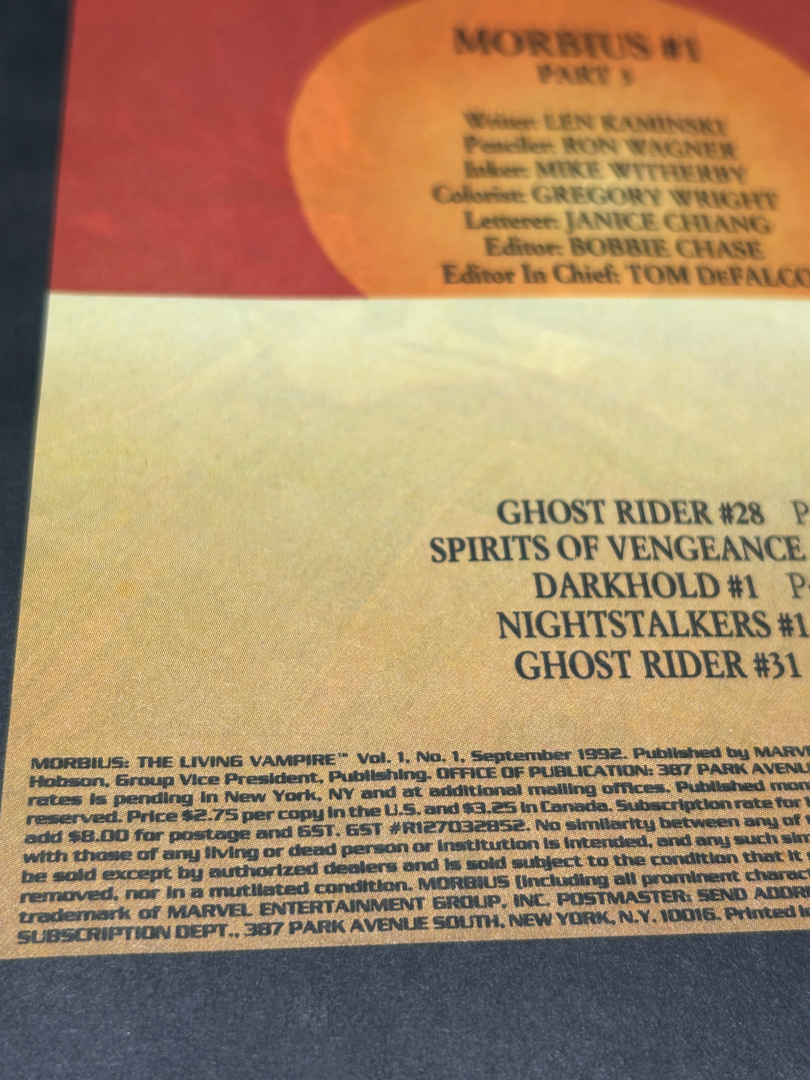 MORBIUS #1
PART 3
Writer: LEN KAMINSKI
Penciler: RON WAGNER
Inker: MIKE WITHERBY
Colorist: GREGORY WRIGHT
Letterer: JANICE CHIANG
Editor: BOBBIE CHASE
Editor In Chief: TOM DeFALCO
GHOST RIDER #28 P
SPIRITS OF VENGEANCE
DARKHOLD #1 P
NIGHTSTALKERS #1
GHOST RIDER #31
MORBIUS: THE LIVING VAMPIRE™ Vol. 1, No. 1, September 1992. Published by MARVE
Hobson, Group Vice President, Publishing. OFFICE OF PUBLICATION: 387 PARK AVENU
rates is pending in New York, NY and at additional mailing offices. Published mon
reserved. Price $2.75 per copy in the U.S. and $3.25 in Canada. Subscription rate for
add $8.00 for postage and GST. GST #R127032852. No similarity between any of
with those of any living or dead person or institution is intended, and any such sim
be sold except by authorized dealers and is sold subject to the condition that it
removed, nor in a mutilated condition. MORBIUS (including all prominent charac
trademark of MARVEL ENTERTAINMENT GROUP, INC. POSTMASTER: SEND ADDR
SUBSCRIPTION DEPT., 387 PARK AVENUE SOUTH, NEW YORK, N.Y. 10016. Printed